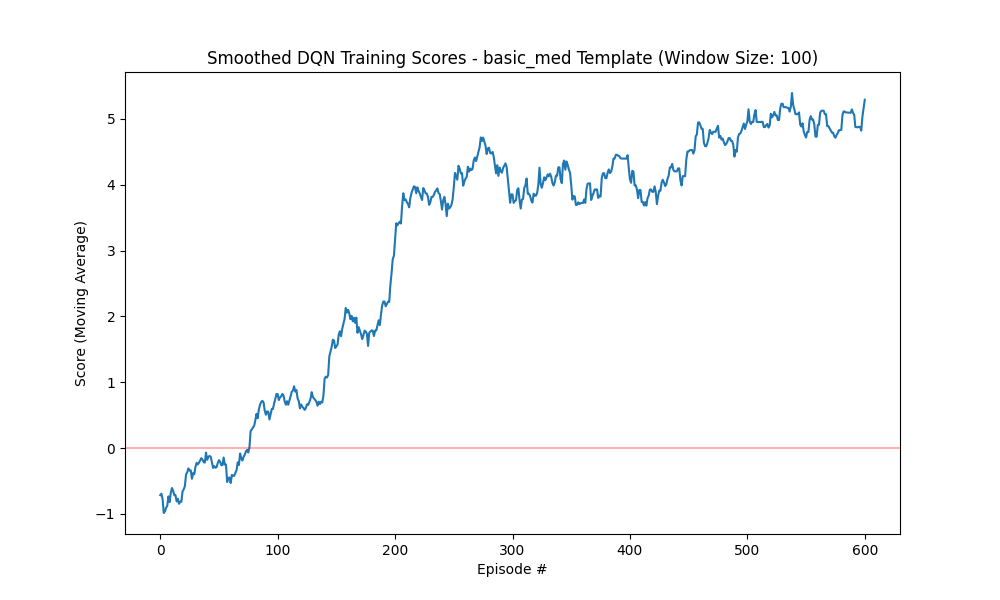 Smoothed DQN Training Scores - basic_med Template (Window Size: 100)
Score (Moving Average)
5
4
3
2
1
0
−1
0 100 200 300 400 500 600
Episode #